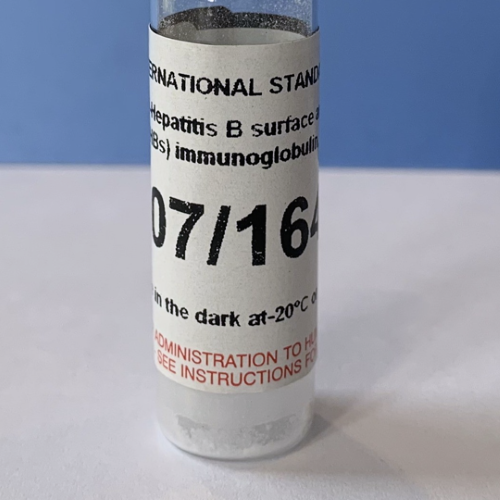 ERNATIONAL STAND
Hepatitis B surface a
HBs) immunoglobulin
07/164
in the dark at-20°C o
ADMINISTRATION TO HU
SEE INSTRUCTIONS FO